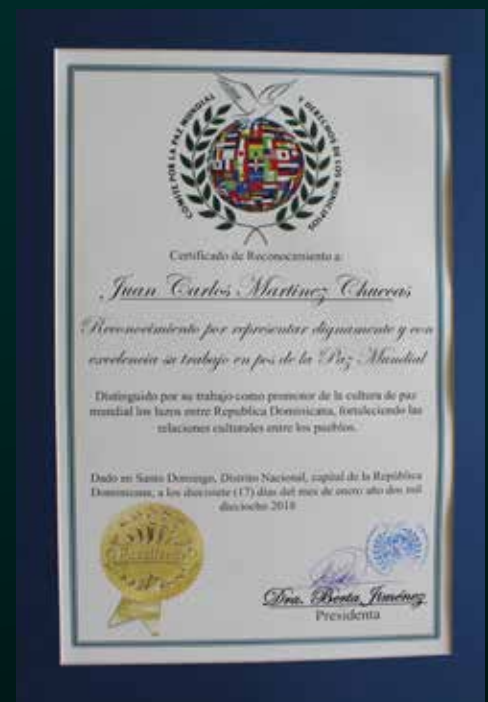 COMITE POR LA PAZ MUNDIAL
Y DERECHOS DE LOS MUNICIPIOS
Certificado de Reconocimiento a:
Juan Carlos Martinez Chuecas
Reconocimiento por representar dignamente y con
excelencia su trabajo en pos de la Paz Mundial
Distinguido por su trabajo como promotor de la cultura de paz
mundial los lazos entre Republica Dominicana, fortaleciendo las
relaciones culturales entre los pueblos.
Dado en Santo Domingo, Distrito Nacional, capital de la República
Dominicana, a los diecisiete (17) días del mes de enero año dos mil
dieciocho 2018
Excellence
Dra. Berta Jiménez
Presidenta